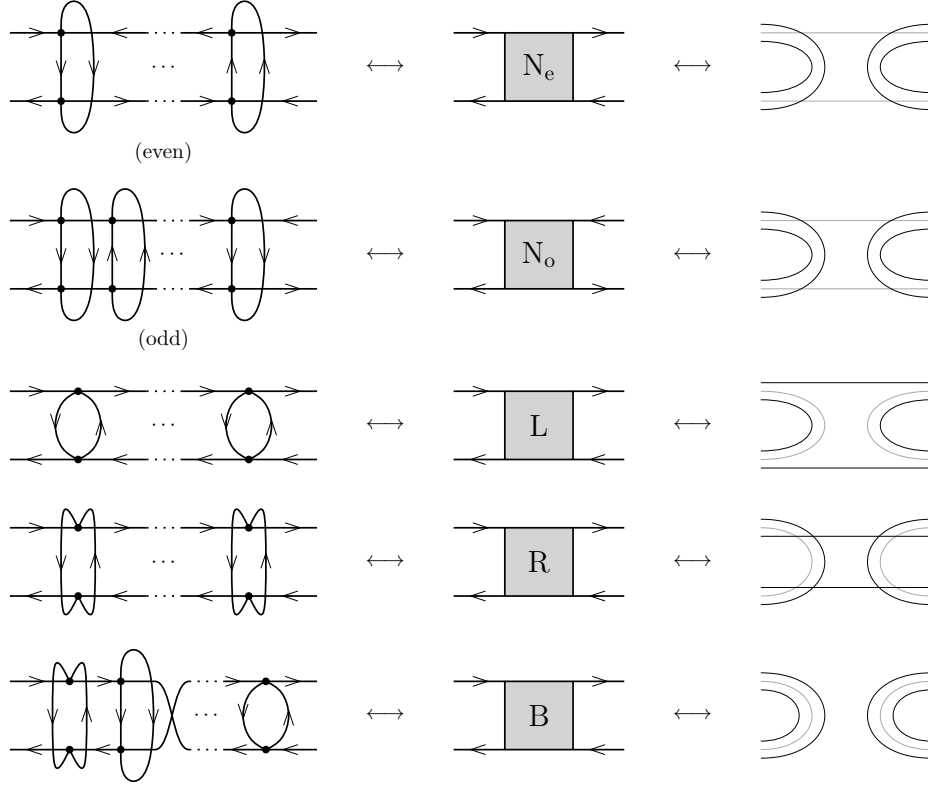 ··· ··· ⟷ Nₑ ⟷
(even)
··· ··· ⟷ Nₒ ⟷
(odd)
··· ··· ··· ⟷ L ⟷
··· ··· ··· ⟷ R ⟷
··· ··· ··· ⟷ B ⟷